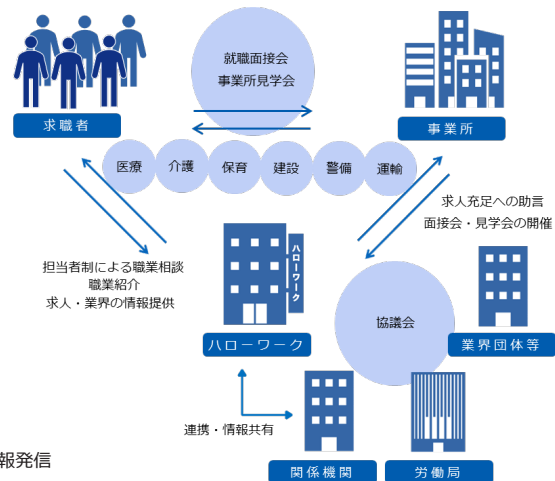 就職面接会
事業所見学会
求職者
事業所
医療
介護
保育
建設
警備
運輸
求人充足への助言
面接会・見学会の開催
担当者制による職業相談
職業紹介
求人・業界の情報提供
ハローワーク
ハローワーク
協議会
業界団体等
連携・情報共有
関係機関
労働局
報発信